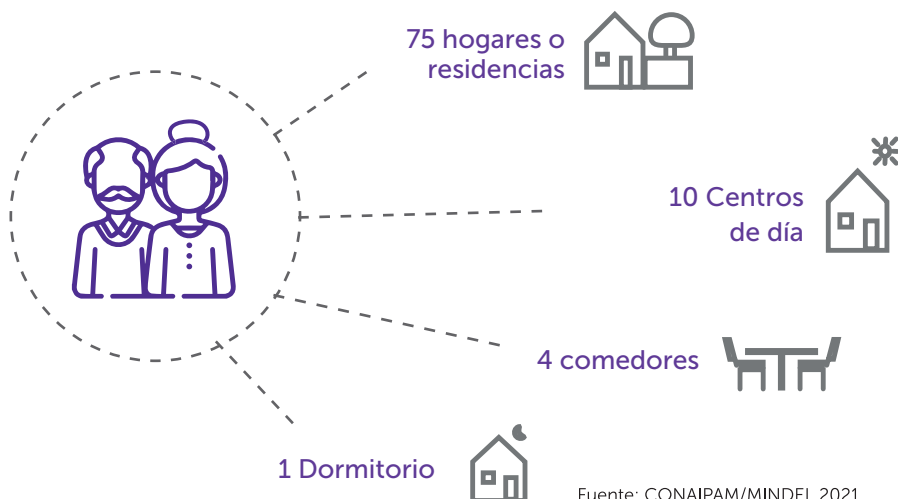 75 hogares o
residencias
10 Centros
de día
4 comedores
1 Dormitorio
Fuente: CONAIPAM/MINDEL 2021